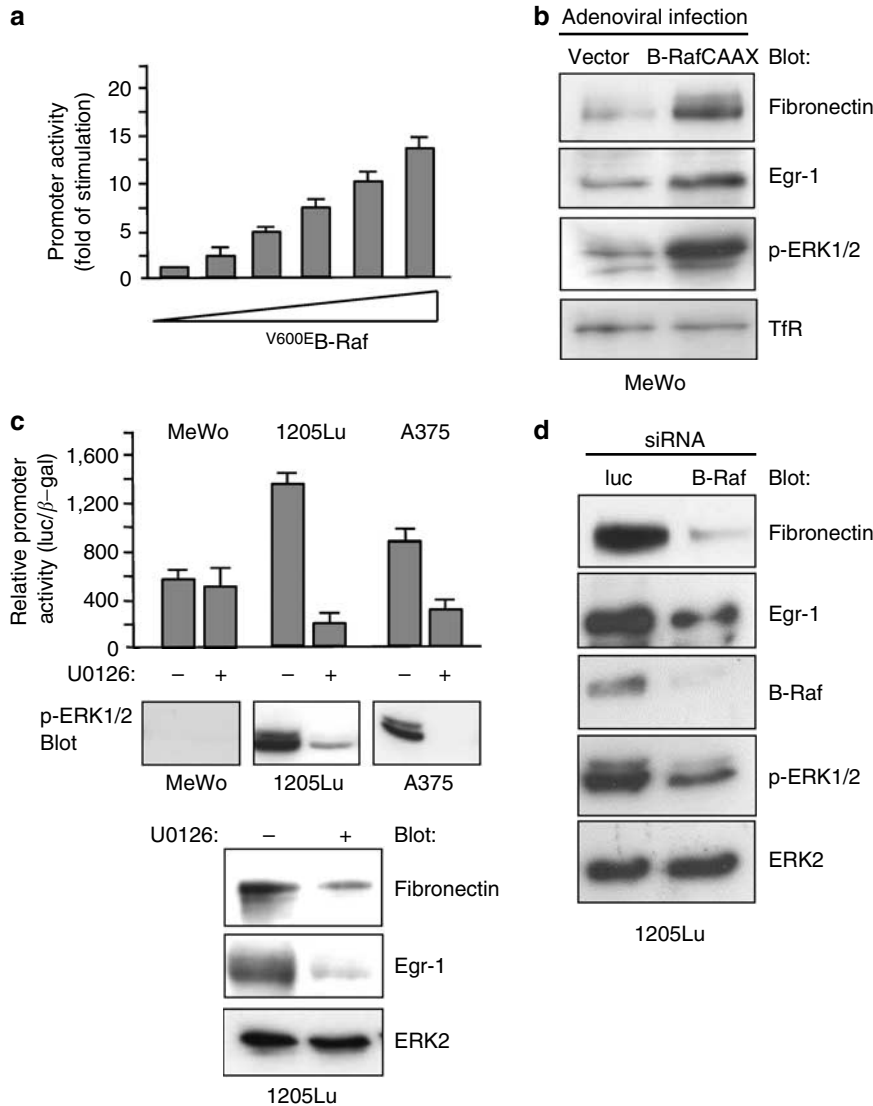 a
Promoter activity
(fold of stimulation)
20
15
10
5
0
V600EB-Raf
b
Adenoviral infection
Vector B-RafCAAX Blot:
Fibronectin
Egr-1
p-ERK1/2
TfR
MeWo
c
MeWo 1205Lu A375
Relative promoter
activity (luc/β–gal)
1,600
1,200
800
400
0
U0126: – + – + – +
p-ERK1/2
Blot
MeWo 1205Lu A375
U0126: – + Blot:
Fibronectin
Egr-1
ERK2
1205Lu
d
siRNA
luc B-Raf Blot:
Fibronectin
Egr-1
B-Raf
p-ERK1/2
ERK2
1205Lu